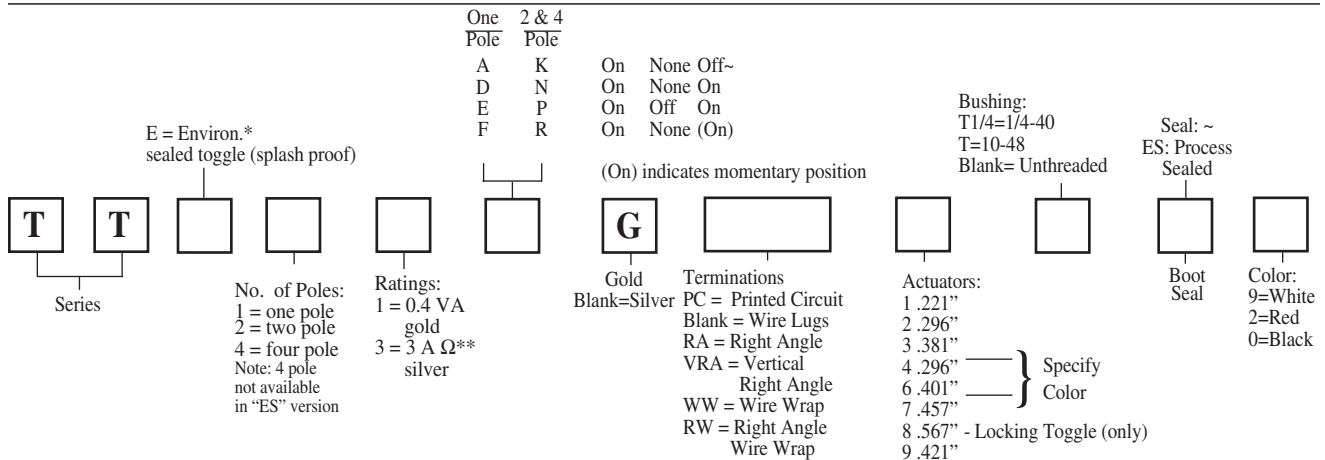 One 2 & 4
Pole Pole
A K On None Off~
D N On None On
E P On Off On
F R On None (On)
(On) indicates momentary position
E = Environ.*
sealed toggle (splash proof)
Bushing:
T1/4=1/4-40
T=10-48
Blank= Unthreaded
Seal: ~
ES: Process
Sealed
T T G
Series
No. of Poles:
1 = one pole
2 = two pole
4 = four pole
Note: 4 pole
not available
in “ES” version
Ratings:
1 = 0.4 VA
gold
3 = 3 A Ω**
silver
Gold
Blank=Silver
Terminations
PC = Printed Circuit
Blank = Wire Lugs
RA = Right Angle
VRA = Vertical
Right Angle
WW = Wire Wrap
RW = Right Angle
Wire Wrap
Actuators:
1 .221”
2 .296”
3 .381”
4 .296”
6 .401”
7 .457”
8 .567” - Locking Toggle (only)
9 .421”
Specify
Color
Boot
Seal
Color:
9=White
2=Red
0=Black